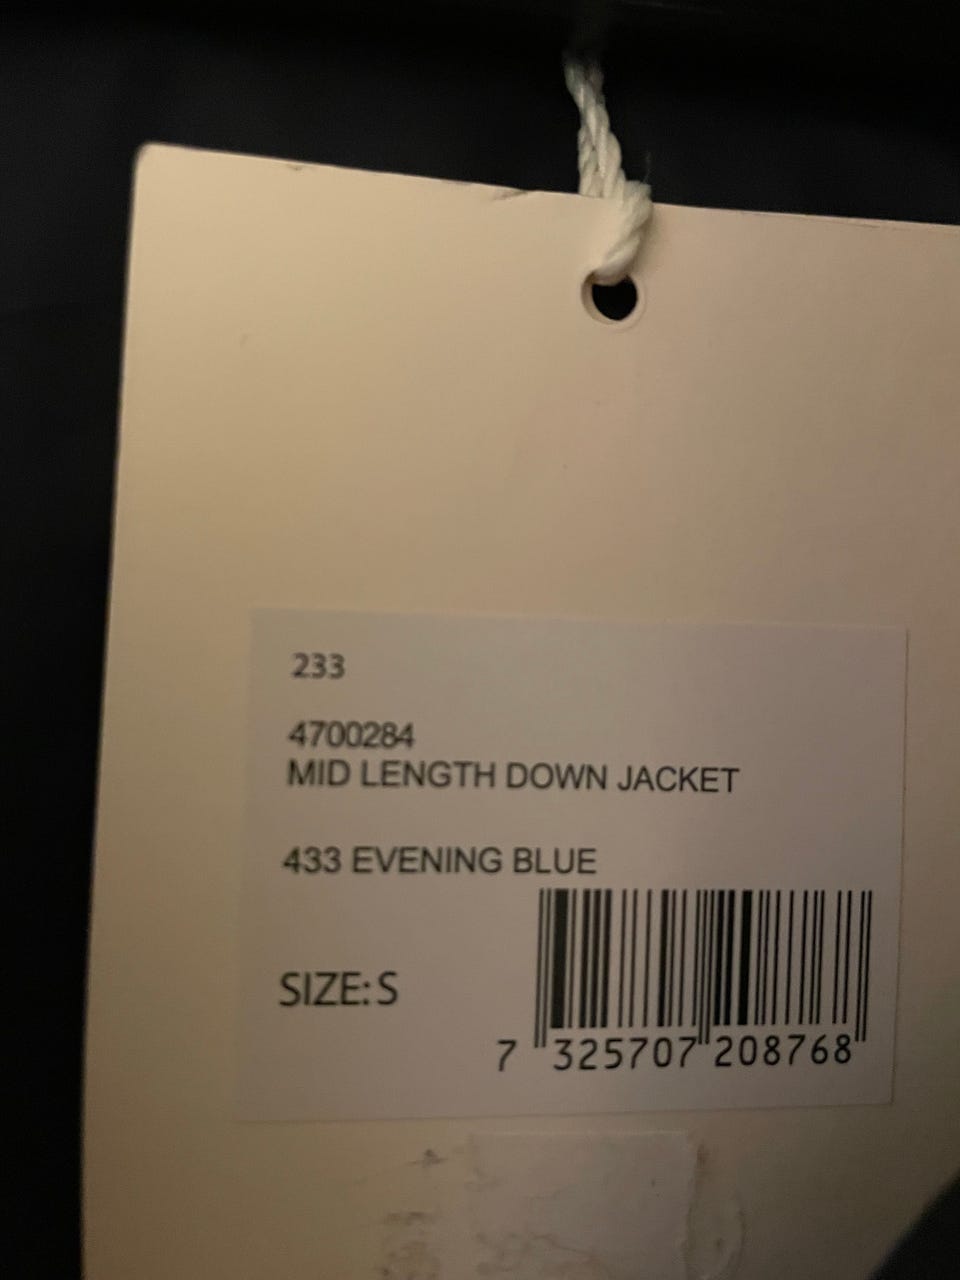 233
4700284
MID LENGTH DOWN JACKET
433 EVENING BLUE
SIZE: S
7 325707 208768